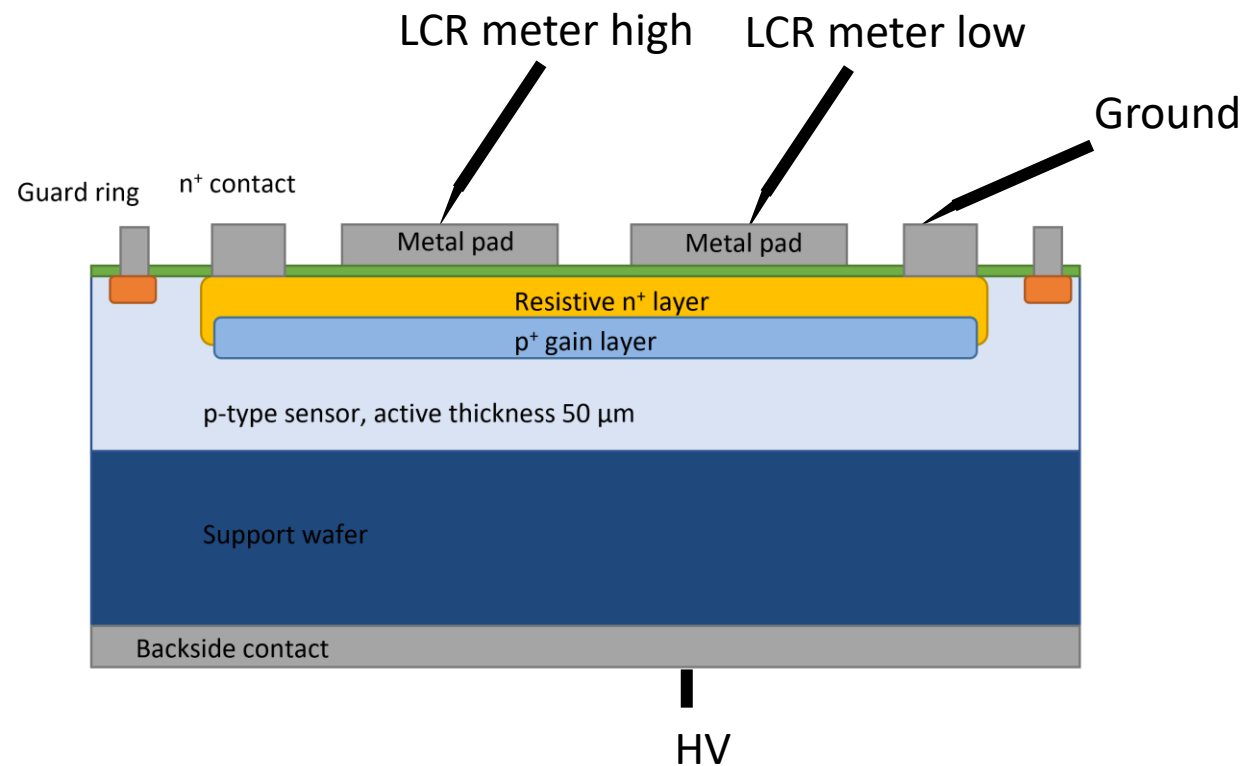 LCR meter high
LCR meter low
Ground
Guard ring
n⁺ contact
Metal pad
Metal pad
Resistive n⁺ layer
p⁺ gain layer
p-type sensor, active thickness 50 µm
Support wafer
Backside contact
HV